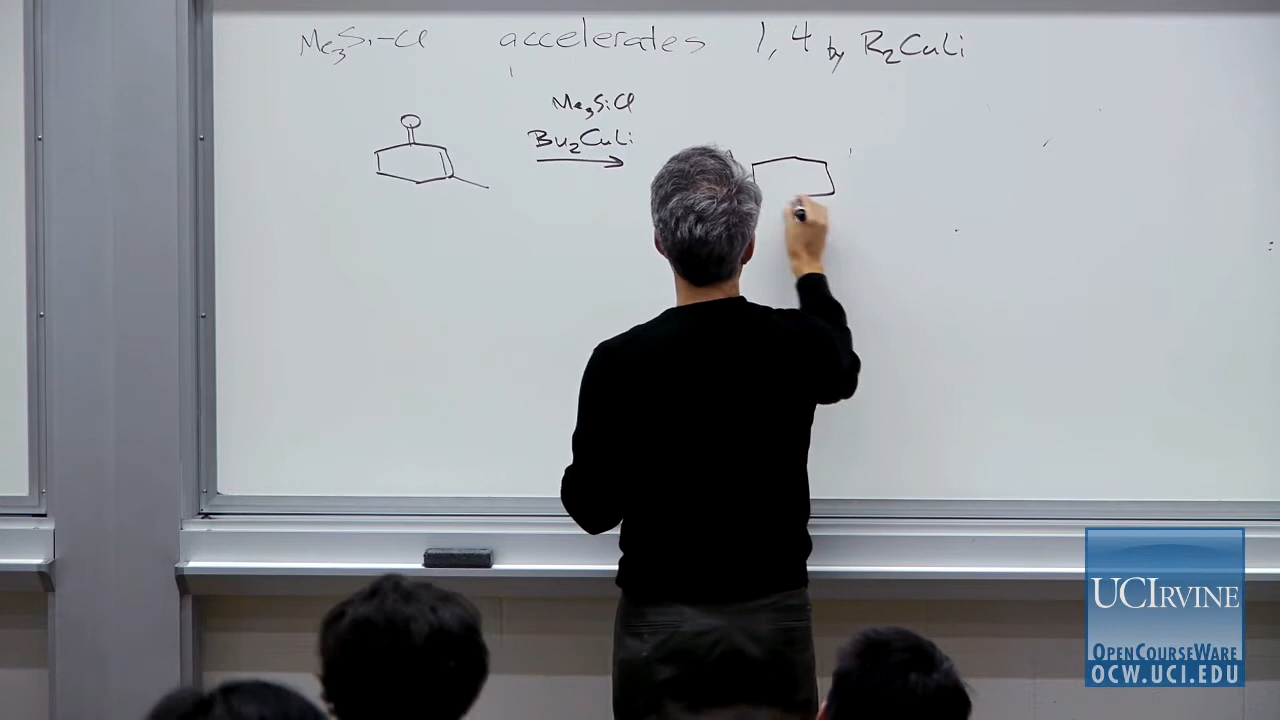 Me₃Si-Cl accelerates 1,4 by R₂CuLi
O
Me₃SiCl
Bu₂CuLi
UCIRVINE
OPENCOURSEWARE
OCW.UCI.EDU